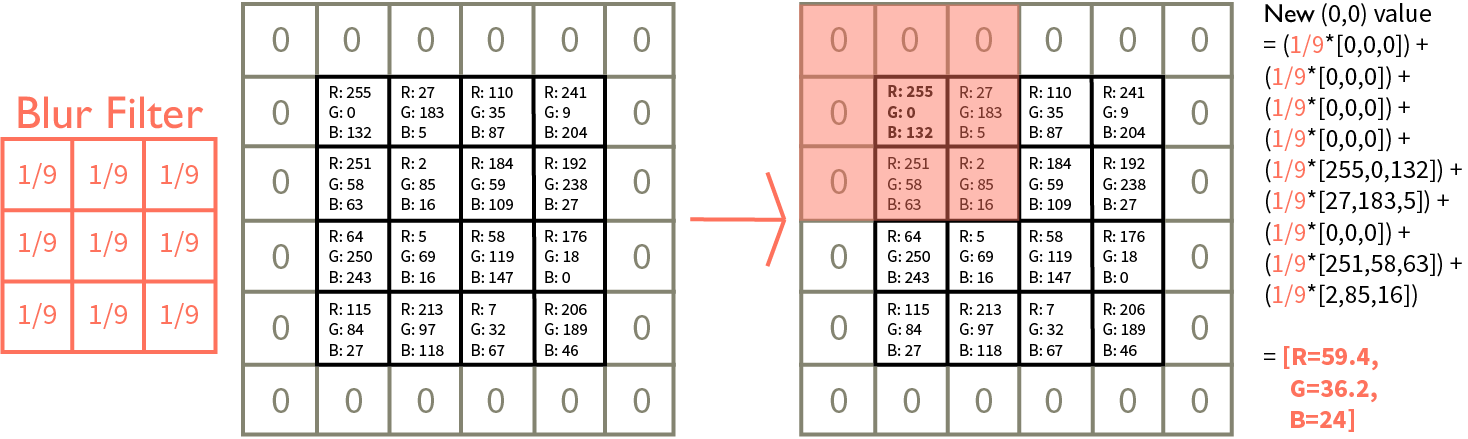 Blur Filter
1/9 1/9 1/9
1/9 1/9 1/9
1/9 1/9 1/9
0 0 0 0 0 0
0 R: 255 R: 27 R: 110 R: 241 0
G: 0 G: 183 G: 35 G: 9
B: 132 B: 5 B: 87 B: 204
0 R: 251 R: 2 R: 184 R: 192 0
G: 58 G: 85 G: 59 G: 238
B: 63 B: 16 B: 109 B: 27
0 R: 64 R: 5 R: 58 R: 176 0
G: 250 G: 69 G: 119 G: 18
B: 243 B: 16 B: 147 B: 0
0 R: 115 R: 213 R: 7 R: 206 0
G: 84 G: 97 G: 32 G: 189
B: 27 B: 118 B: 67 B: 46
0 0 0 0 0 0
0 0 0 0 0 0
0 R: 255 R: 27 R: 110 R: 241 0
G: 0 G: 183 G: 35 G: 9
B: 132 B: 5 B: 87 B: 204
0 R: 251 R: 2 R: 184 R: 192 0
G: 58 G: 85 G: 59 G: 238
B: 63 B: 16 B: 109 B: 27
0 R: 64 R: 5 R: 58 R: 176 0
G: 250 G: 69 G: 119 G: 18
B: 243 B: 16 B: 147 B: 0
0 R: 115 R: 213 R: 7 R: 206 0
G: 84 G: 97 G: 32 G: 189
B: 27 B: 118 B: 67 B: 46
0 0 0 0 0 0
New (0,0) value
= (1/9*[0,0,0]) +
(1/9*[0,0,0]) +
(1/9*[0,0,0]) +
(1/9*[0,0,0]) +
(1/9*[255,0,132]) +
(1/9*[27,183,5]) +
(1/9*[0,0,0]) +
(1/9*[251,58,63]) +
(1/9*[2,85,16])
= [R=59.4,
G=36.2,
B=24]